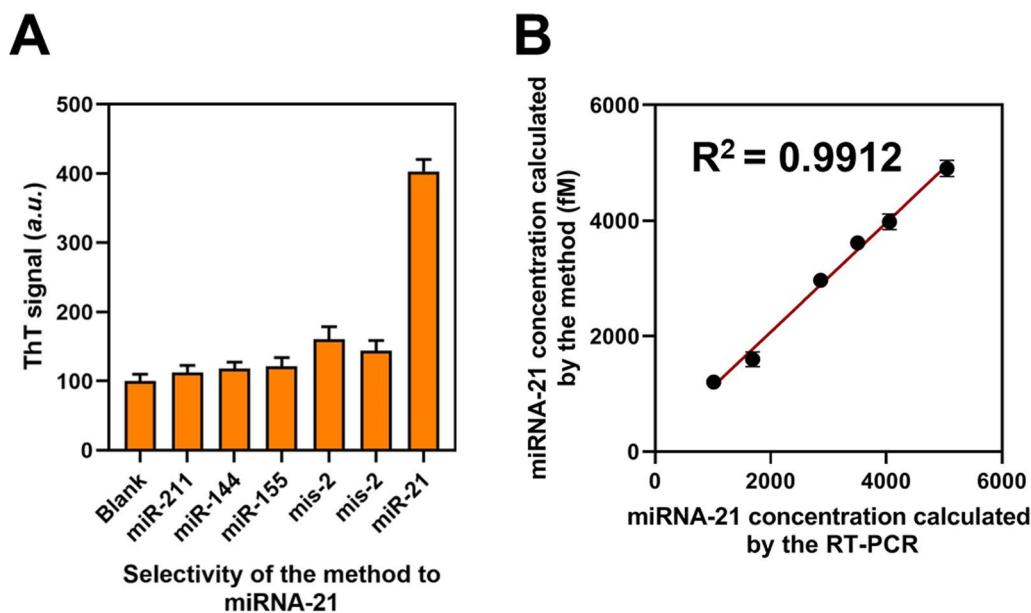 A
ThT signal (a.u.)
500
400
300
200
100
0
Blank
miR-211
miR-144
miR-155
mis-2
mis-2
miR-21
Selectivity of the method to
miRNA-21
B
miRNA-21 concentration calculated
by the method (fM)
6000
4000
2000
0
R² = 0.9912
0
2000
4000
6000
miRNA-21 concentration calculated
by the RT-PCR